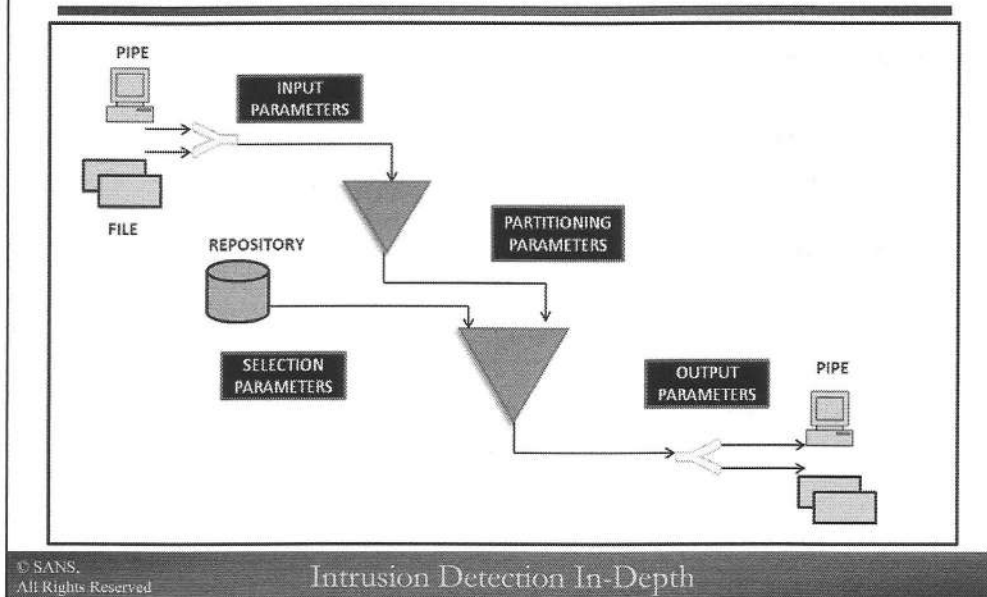 PIPE
INPUT
PARAMETERS
FILE
PARTITIONING
PARAMETERS
REPOSITORY
SELECTION
PARAMETERS
OUTPUT
PARAMETERS
PIPE
© SANS,
All Rights Reserved
Intrusion Detection In-Depth